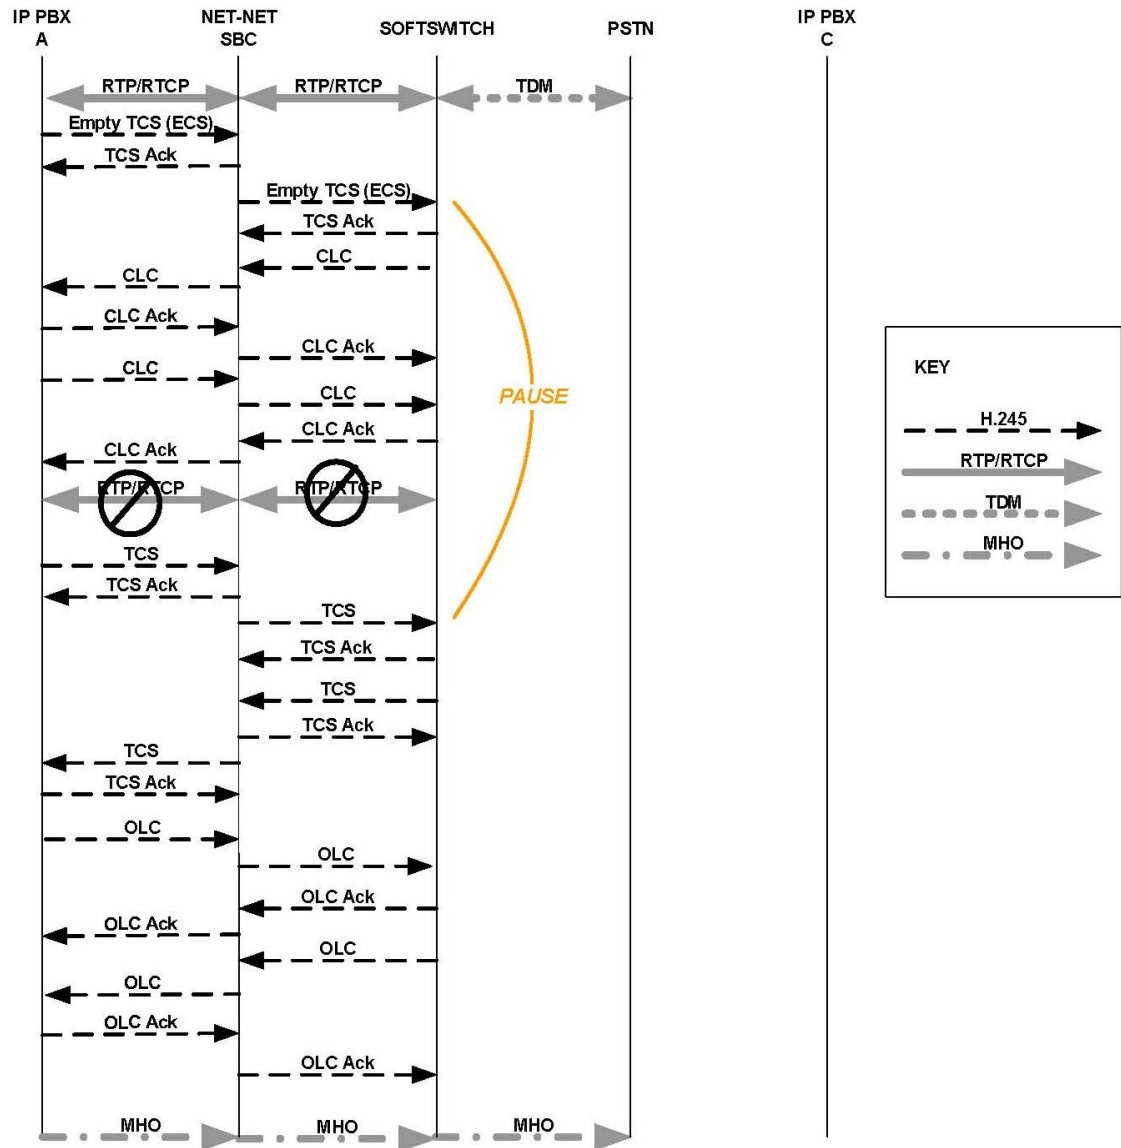 IP PBX
A
NET-NET
SBC
SOFTSWITCH
PSTN
IP PBX
C
RTP/RTCP
RTP/RTCP
TDM
Empty TCS (ECS)
TCS Ack
Empty TCS (ECS)
TCS Ack
CLC
CLC
CLC Ack
CLC Ack
CLC
CLC
CLC Ack
CLC Ack
PAUSE
RTP/RTCP
RTP/RTCP
TCS
TCS Ack
TCS
TCS Ack
TCS
TCS Ack
TCS
TCS Ack
OLC
OLC
OLC Ack
OLC Ack
OLC
OLC
OLC Ack
OLC Ack
MHO
MHO
MHO
KEY
H.245
RTP/RTCP
TDM
MHO